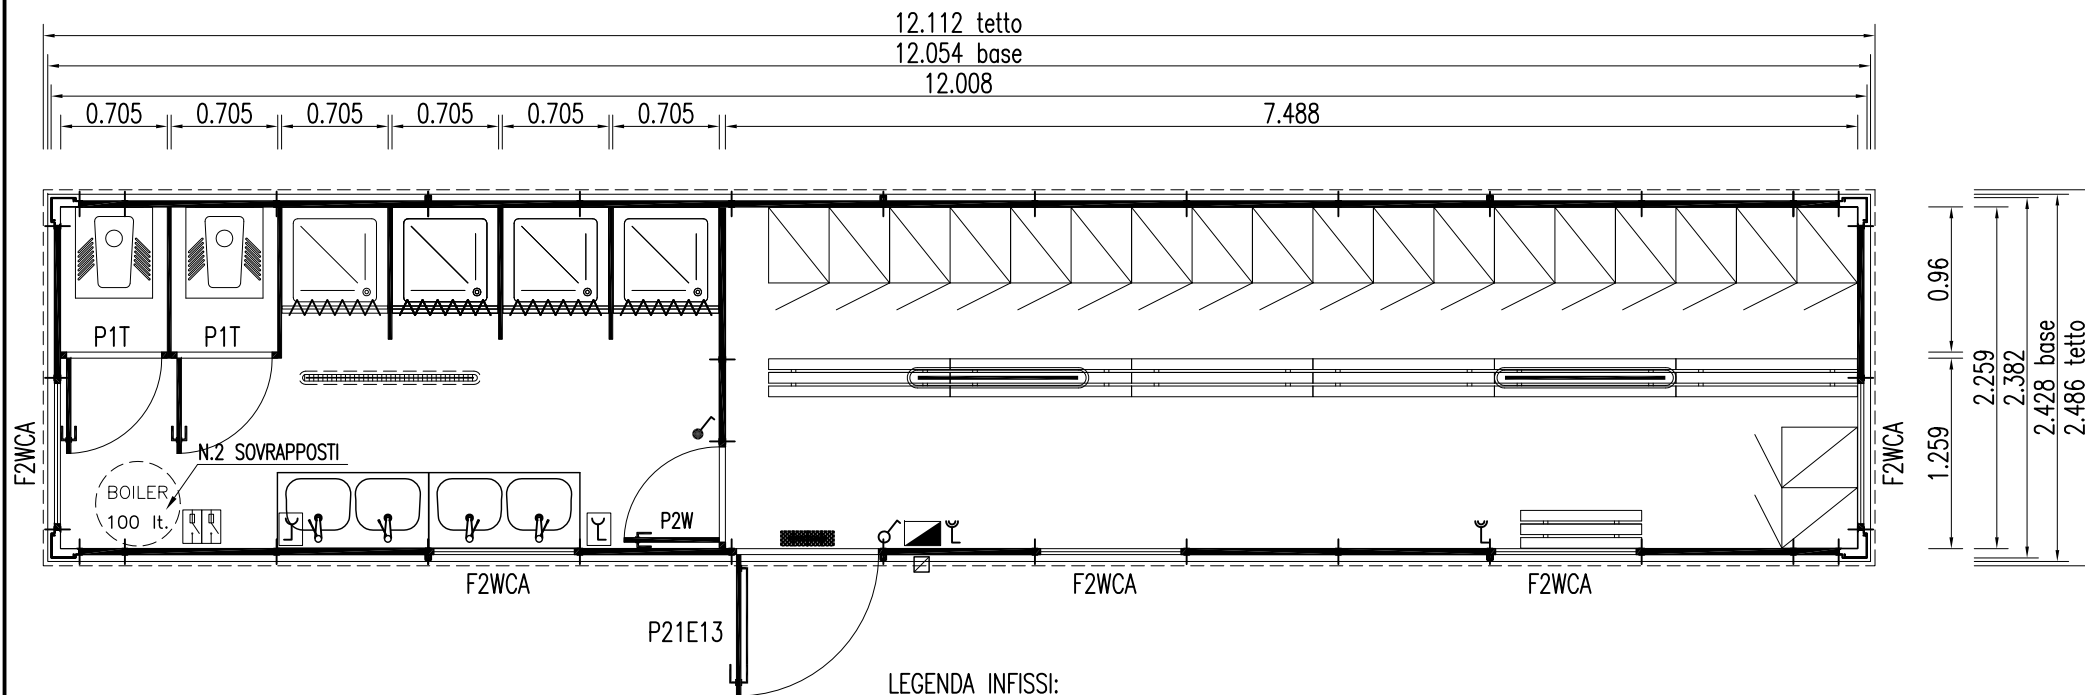 12.112 tetto
12.054 base
12.008
0.705 0.705 0.705 0.705 0.705 0.705 7.488
P1T P1T
0.96
1.259
2.259
2.382
2.428 base
2.486 tetto
F2WCA
N.2 SOVRAPPOSTI
BOILER
100 lt.
P2W
F2WCA
F2WCA F2WCA F2WCA
P21E13
LEGENDA INFISSI: